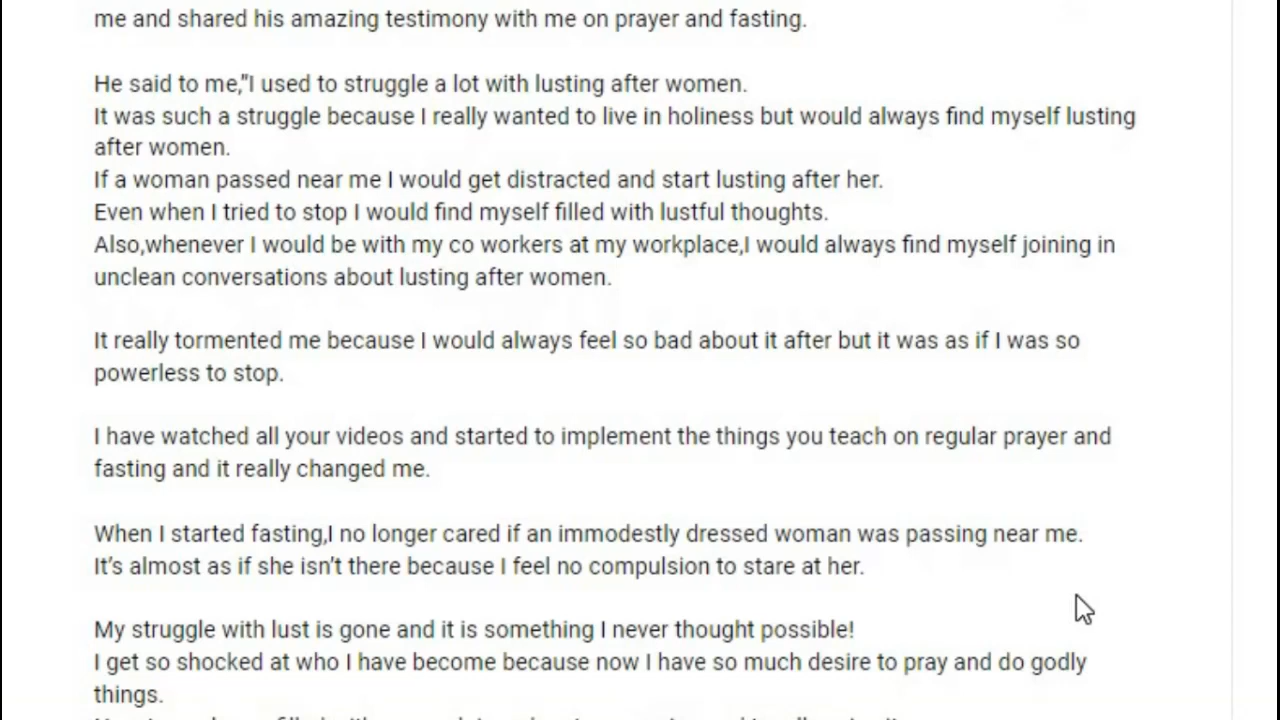 me and shared his amazing testimony with me on prayer and fasting.
He said to me,"I used to struggle a lot with lusting after women.
It was such a struggle because I really wanted to live in holiness but would always find myself lusting
after women.
If a woman passed near me I would get distracted and start lusting after her.
Even when I tried to stop I would find myself filled with lustful thoughts.
Also,whenever I would be with my co workers at my workplace,I would always find myself joining in
unclean conversations about lusting after women.
It really tormented me because I would always feel so bad about it after but it was as if I was so
powerless to stop.
I have watched all your videos and started to implement the things you teach on regular prayer and
fasting and it really changed me.
When I started fasting,I no longer cared if an immodestly dressed woman was passing near me.
It's almost as if she isn't there because I feel no compulsion to stare at her.
My struggle with lust is gone and it is something I never thought possible!
I get so shocked at who I have become because now I have so much desire to pray and do godly
things.